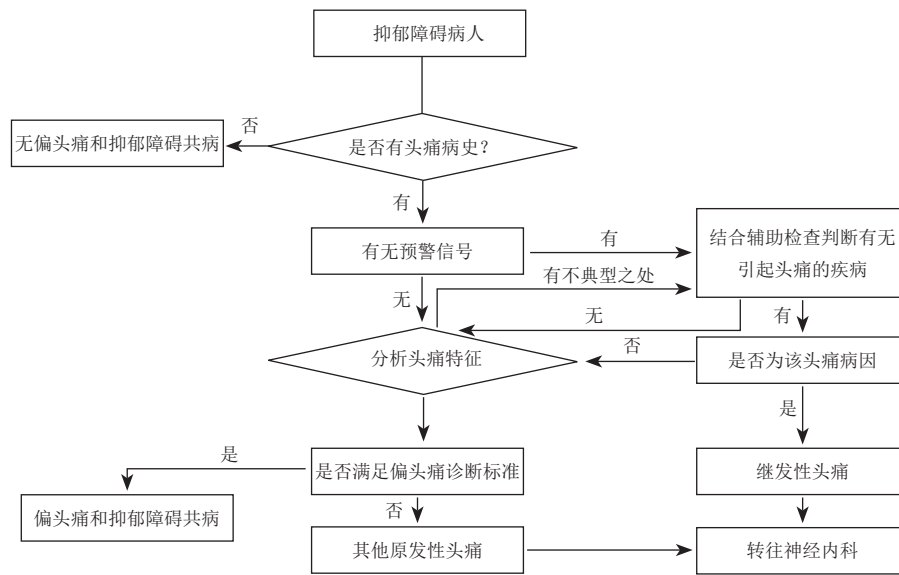 抑郁障碍病人
否
无偏头痛和抑郁障碍共病
是否有头痛病史？
有
有无预警信号
有
结合辅助检查判断有无
引起头痛的疾病
有不典型之处
无
无
有
分析头痛特征
否
是否为该头痛病因
是
是
是否满足偏头痛诊断标准
继发性头痛
偏头痛和抑郁障碍共病
否
其他原发性头痛
转往神经内科